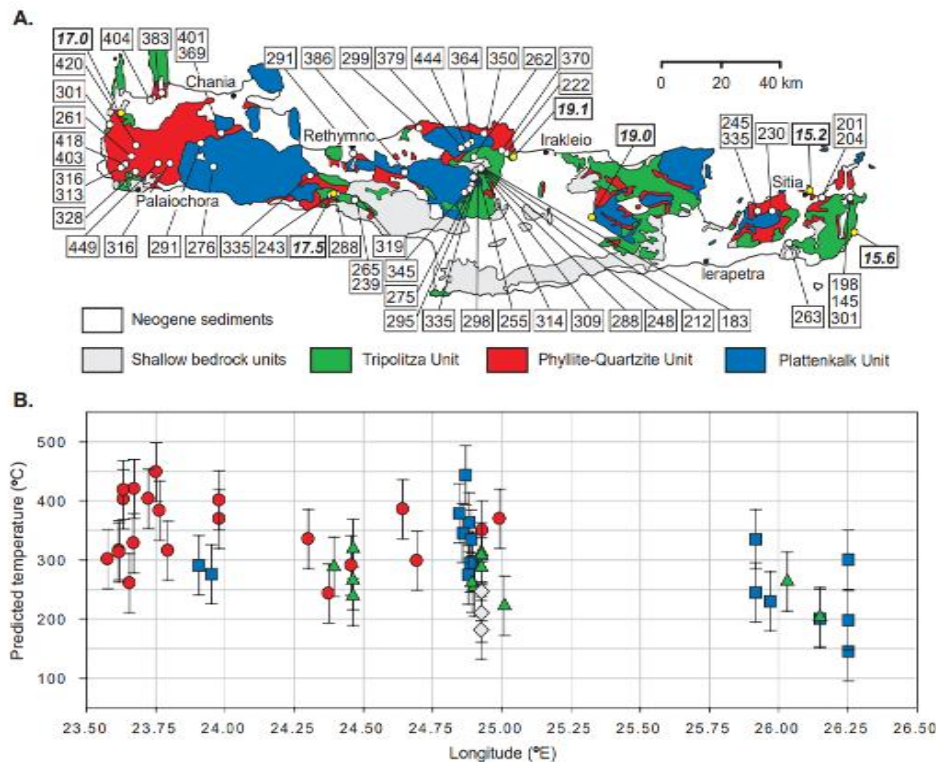 A.
17.0 404 383 401 369 291 386 299 379 444 364 350 262 370
420 222
301 Chania 19.1 0 20 40 km
261 Rethymno Irakleio 19.0 245 335 230 15.2 201 204
418
403
316 Sitia
313 Palaiochora
328
449 316 291 276 335 243 17.5 288 319 Ierapetra 15.6
265 239 345 275 198 145 301
295 335 298 255 314 309 288 248 212 183 263
Neogene sediments
Shallow bedrock units Tripolitza Unit Phyllite-Quartzite Unit Plattenkalk Unit
B.
500
400
300
200
100
Predicted temperature (ºC)
23.50 23.75 24.00 24.25 24.50 24.75 25.00 25.25 25.50 25.75 26.00 26.25 26.50
Longitude (ºE)